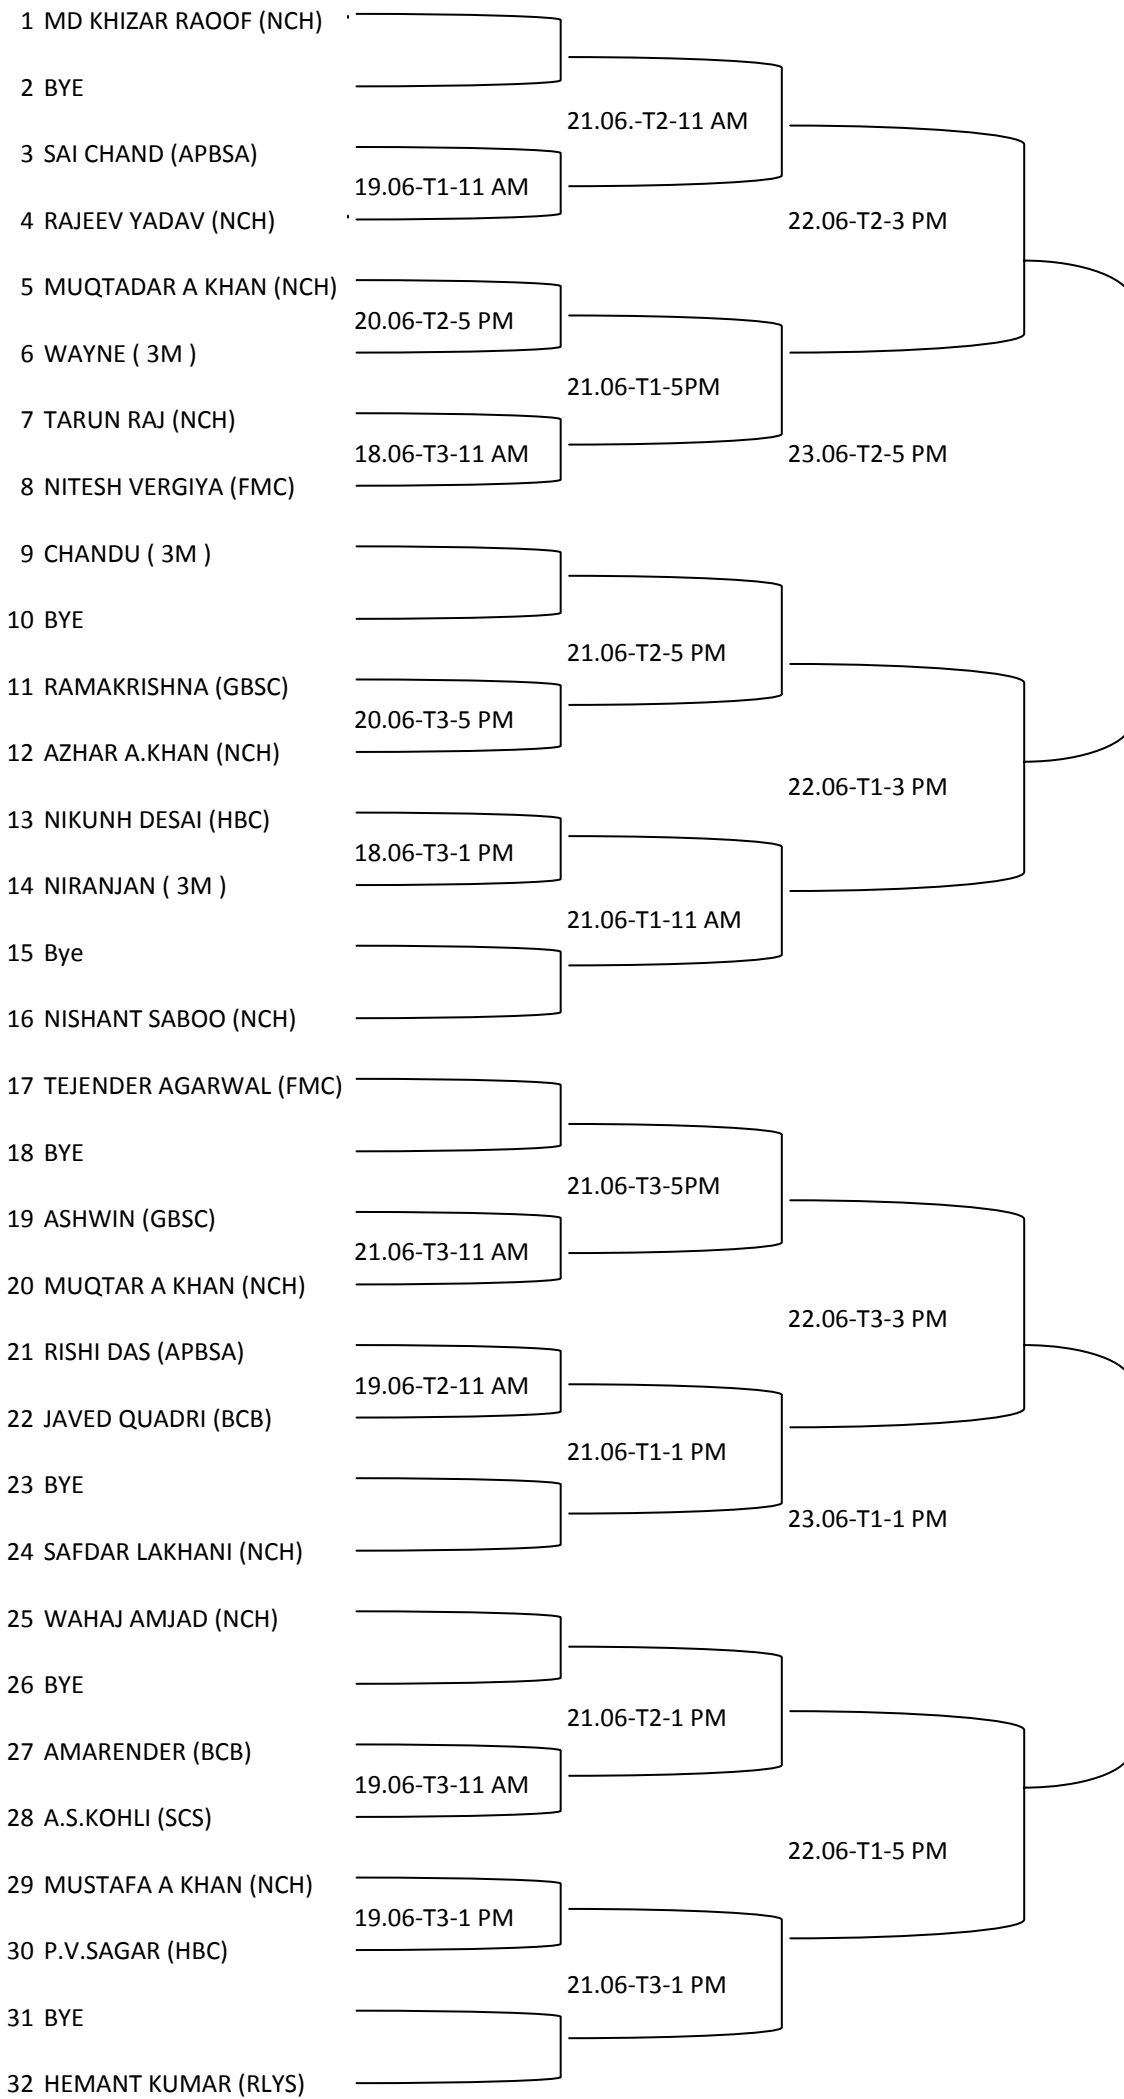 1 MD KHIZAR RAOOF (NCH)
2 BYE
21.06.-T2-11 AM
3 SAI CHAND (APBSA)
19.06-T1-11 AM
4 RAJEEV YADAV (NCH)
22.06-T2-3 PM
5 MUQTADAR A KHAN (NCH)
20.06-T2-5 PM
6 WAYNE ( 3M )
21.06-T1-5PM
7 TARUN RAJ (NCH)
18.06-T3-11 AM
23.06-T2-5 PM
8 NITESH VERGIYA (FMC)
9 CHANDU ( 3M )
10 BYE
21.06-T2-5 PM
11 RAMAKRISHNA (GBSC)
20.06-T3-5 PM
12 AZHAR A.KHAN (NCH)
22.06-T1-3 PM
13 NIKUNH DESAI (HBC)
18.06-T3-1 PM
14 NIRANJAN ( 3M )
21.06-T1-11 AM
15 Bye
16 NISHANT SABOO (NCH)
17 TEJENDER AGARWAL (FMC)
18 BYE
21.06-T3-5PM
19 ASHWIN (GBSC)
21.06-T3-11 AM
20 MUQTAR A KHAN (NCH)
22.06-T3-3 PM
21 RISHI DAS (APBSA)
19.06-T2-11 AM
22 JAVED QUADRI (BCB)
21.06-T1-1 PM
23 BYE
23.06-T1-1 PM
24 SAFDAR LAKHANI (NCH)
25 WAHAJ AMJAD (NCH)
26 BYE
21.06-T2-1 PM
27 AMARENDER (BCB)
19.06-T3-11 AM
28 A.S.KOHLI (SCS)
22.06-T1-5 PM
29 MUSTAFA A KHAN (NCH)
19.06-T3-1 PM
30 P.V.SAGAR (HBC)
21.06-T3-1 PM
31 BYE
32 HEMANT KUMAR (RLYS)